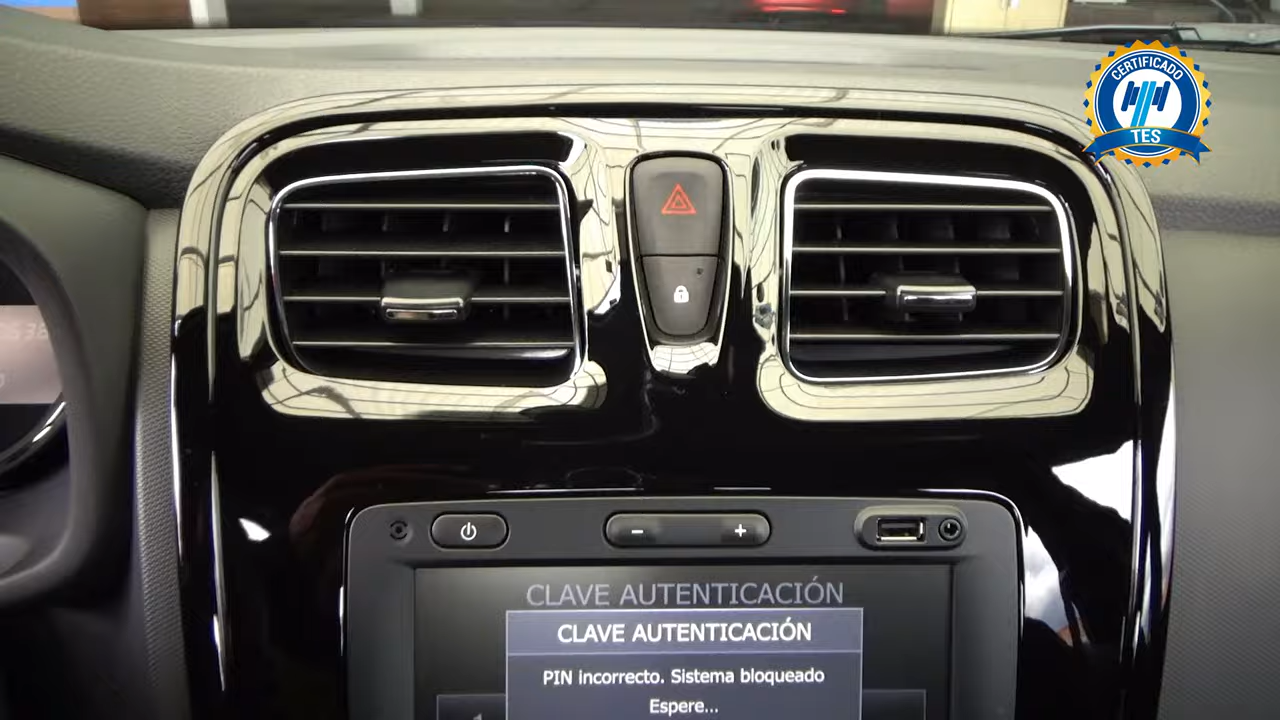 CERTIFICADO
TES
CLAVE AUTENTICACIÓN
CLAVE AUTENTICACIÓN
PIN incorrecto. Sistema bloqueado
Espere...